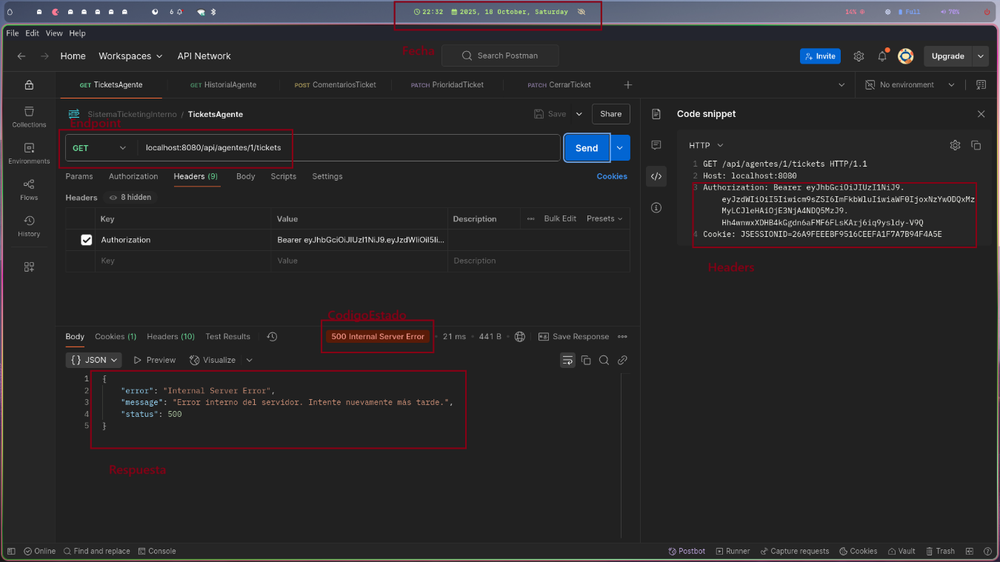 22:32 2025, 18 October, Saturday
6
14%
Full
70%
File Edit View Help
Fecha
Home Workspaces API Network
Search Postman
Invite
Upgrade
GET TicketsAgente
GET HistorialAgente
POST ComentariosTicket
PATCH PrioridadTicket
PATCH CerrarTicket
No environment
Collections
Environments
Flows
History
HTTP SistemaTicketingInterno / TicketsAgente
Save Share
Endpoint
GET localhost:8080/api/agentes/1/tickets
Send
Params Authorization Headers (9) Body Scripts Settings
Cookies
Headers 8 hidden
Key Value Description Bulk Edit Presets
Authorization Bearer eyJhbGciOiJIUzI1NiJ9.eyJzdWIiOiI5Ii...
Key Value Description
Code snippet
HTTP
1 GET /api/agentes/1/tickets HTTP/1.1
2 Host: localhost:8080
3 Authorization: Bearer eyJhbGciOiJIUzI1NiJ9.
eyJzdWIiOiI5Iiwicm9sZSI6ImFkbWluIiwiaWF0IjoxNzYwODQxMz
MyLCJleHAiOjE3NjA4NDQ5MzJ9.
Hh4wnwxXDHB4kGgdn6aFMF6FLsKArj6iq9ysldy-V9Q
4 Cookie: JSESSIONID=26A9FEEEBF9516CEEFA1F7A7B94F4A5E
Headers
CodigoEstado
Body Cookies (1) Headers (10) Test Results
500 Internal Server Error • 21 ms • 441 B
Save Response
{} JSON Preview Visualize
1 {
2 "error": "Internal Server Error",
3 "message": "Error interno del servidor. Intente nuevamente más tarde.",
4 "status": 500
5 }
Respuesta
Online Find and replace Console
Postbot Runner Capture requests Cookies Vault Trash